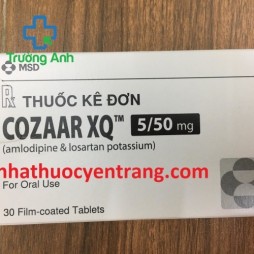 Trường Anh
MSD
Rx THUỐC KÊ ĐƠN
COZAAR XQ™ 5/50 mg
(amlodipine & losartan potassium)
nhathuocyentrang.com
For Oral Use
30 Film-coated Tablets